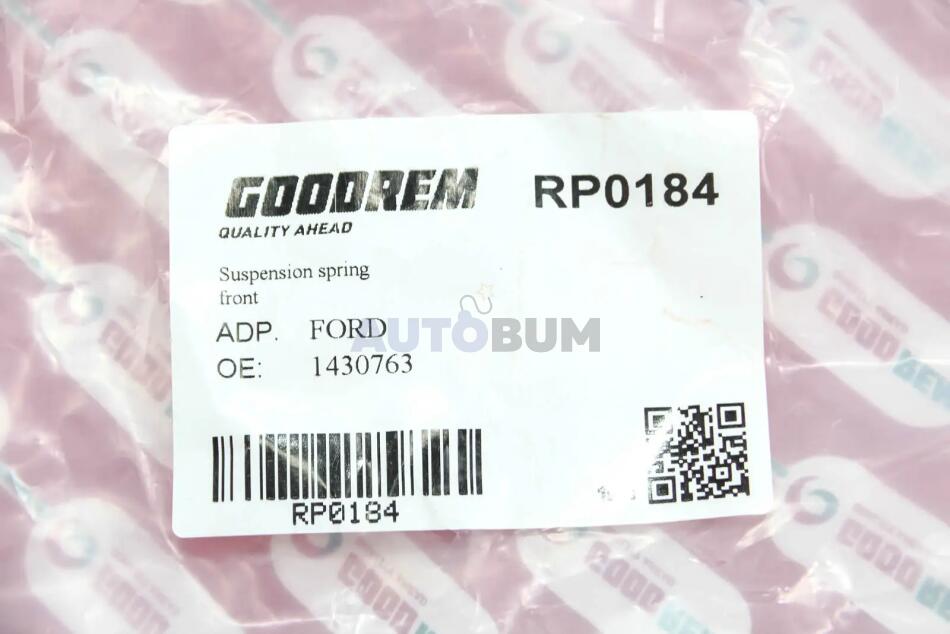 GOODREM
RP0184
QUALITY AHEAD
Suspension spring
front
ADP. FORD
AUTOBUM
OE: 1430763
RP0184